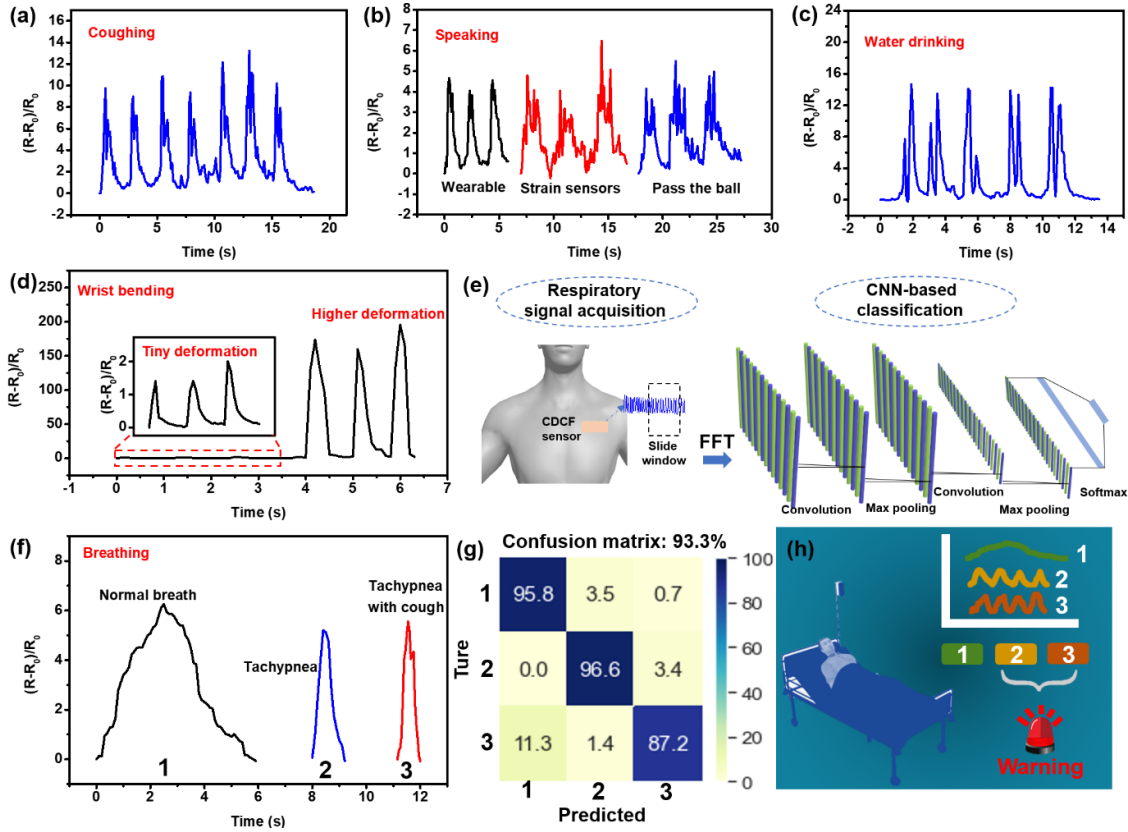 (a)
Coughing
(R-R0)/R0
16
14
12
10
8
6
4
2
0
-2
0 5 10 15 20
Time (s)
(b)
Speaking
(R-R0)/R0
8
7
6
5
4
3
2
1
0
-1
-2
Wearable Strain sensors Pass the ball
0 5 10 15 20 25 30
Time (s)
(c)
Water drinking
(R-R0)/R0
24
20
16
12
8
4
0
-4
-2 0 2 4 6 8 10 12 14
Time (s)
(d)
Wrist bending
Higher deformation
(R-R0)/R0
250
225
200
175
150
125
100
75
50
25
0
-25
Tiny deformation
(R-R0)/R0
2
1
0
-1 0 1 2 3 4 5 6 7
Time (s)
(e)
Respiratory
signal acquisition
CNN-based
classification
CDCF
sensor
Slide
window
FFT
Convolution
Max pooling
Convolution
Max pooling
Softmax
(f)
Breathing
(R-R0)/R0
8
6
4
2
0
Normal breath
Tachypnea
Tachypnea
with cough
1 2 3
0 2 4 6 8 10 12
Time (s)
(g)
Confusion matrix: 93.3%
Ture
1 95.8 3.5 0.7
2 0.0 96.6 3.4
3 11.3 1.4 87.2
1 2 3
Predicted
100
80
60
40
20
0
(h)
1
2
3
1 2 3
Warning